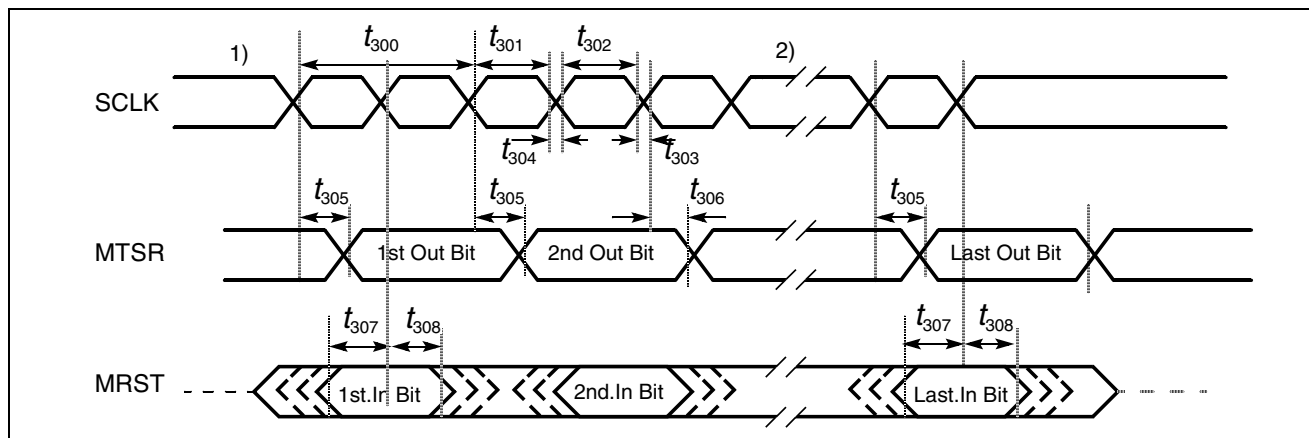 1) t300 t301 t302 2)
SCLK
t304 t303
t305 t305 t306 t305
MTSR 1st Out Bit 2nd Out Bit Last Out Bit
t307 t308 t307 t308
MRST 1st.In Bit 2nd.In Bit Last.In Bit